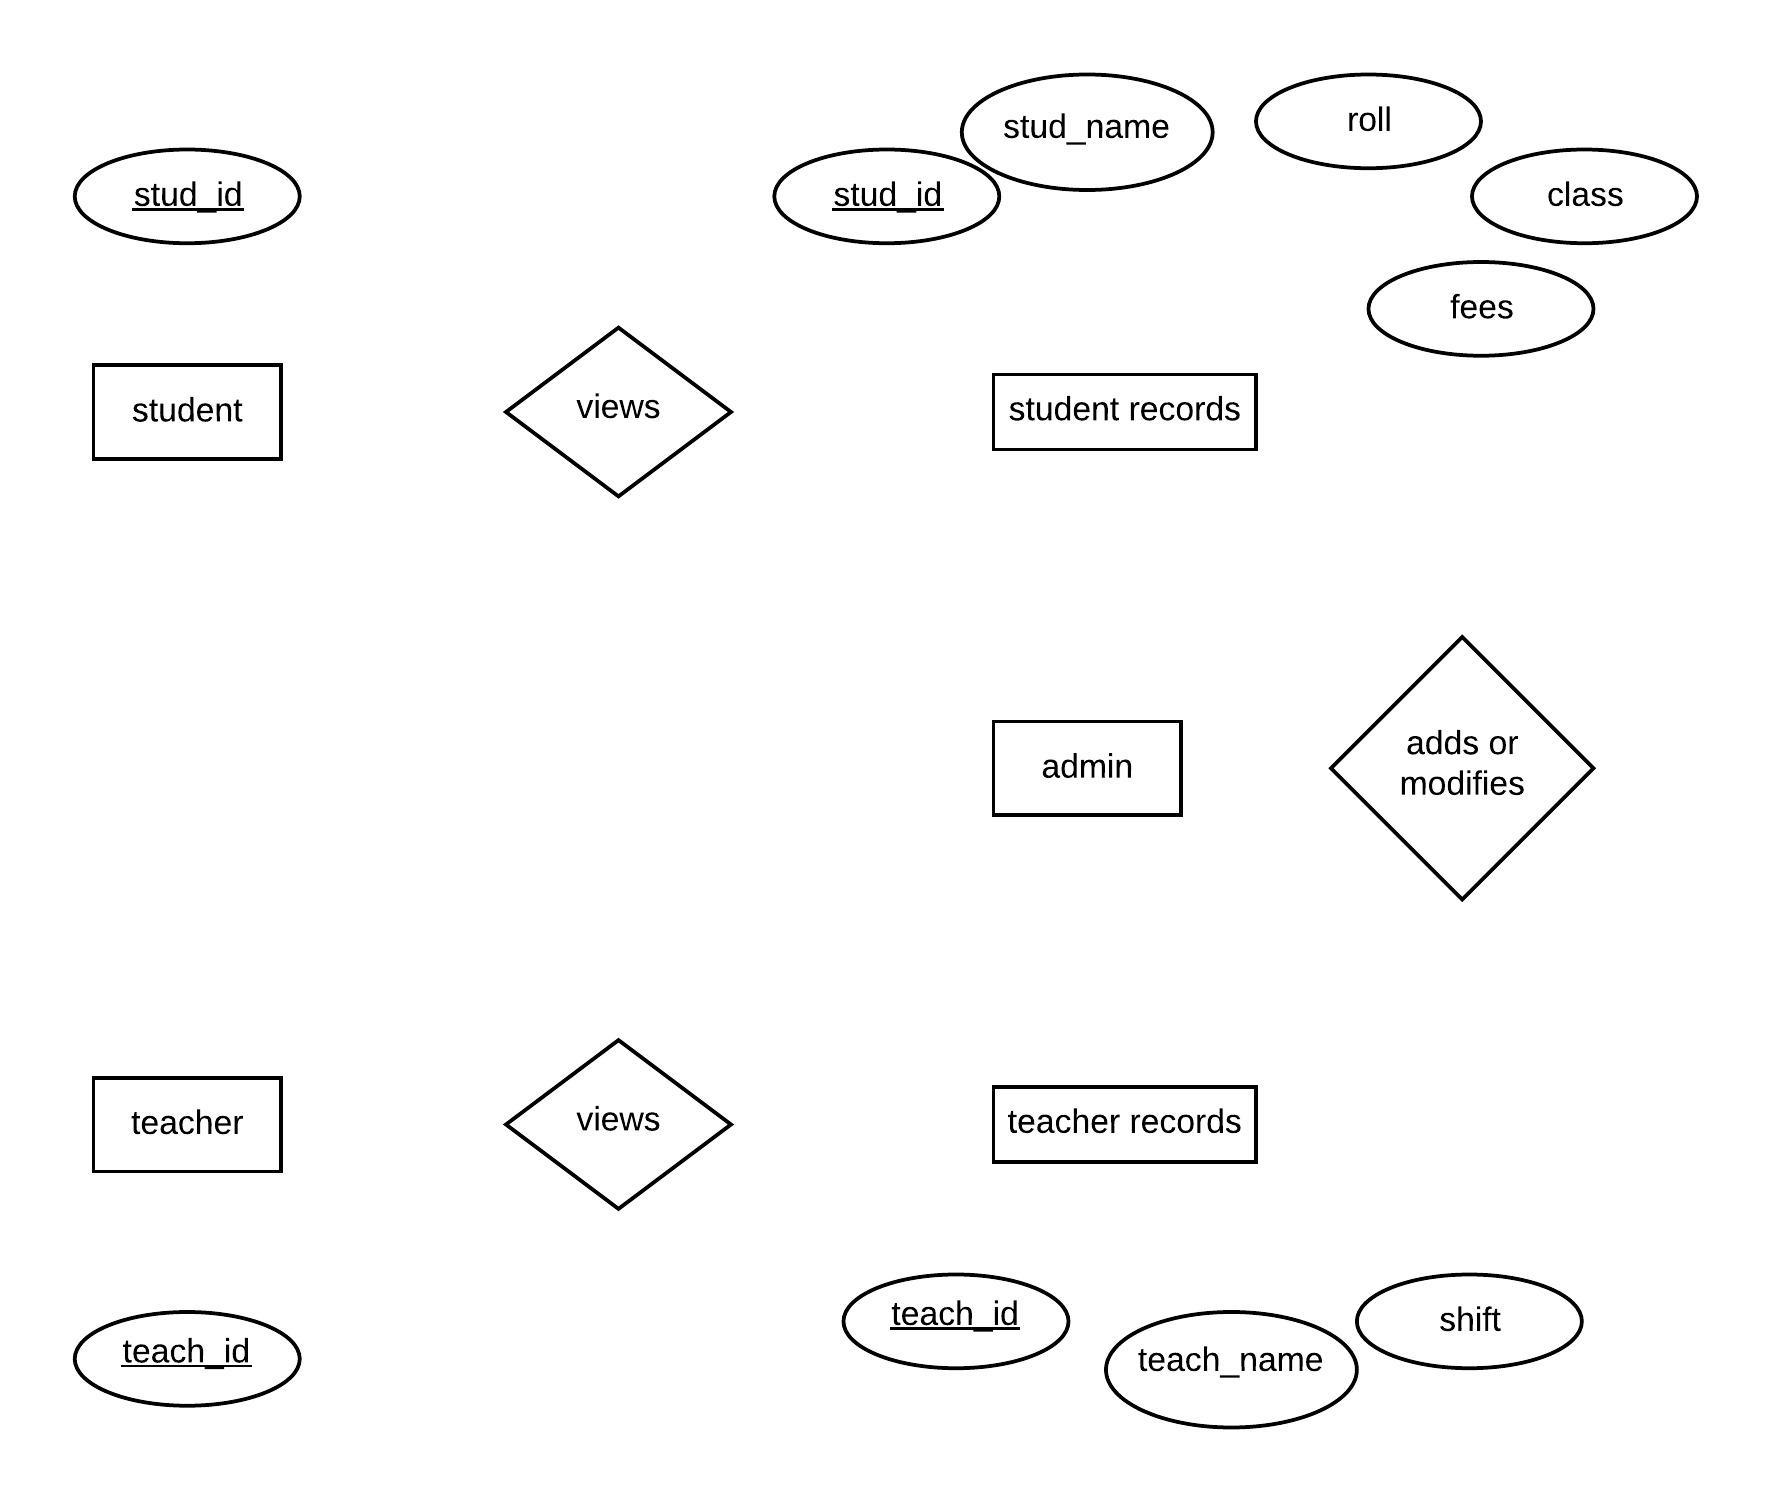 stud_name
roll
stud_id
stud_id
class
fees
student
views
student records
admin
adds or
modifies
teacher
views
teacher records
teach_id
teach_id
teach_name
shift